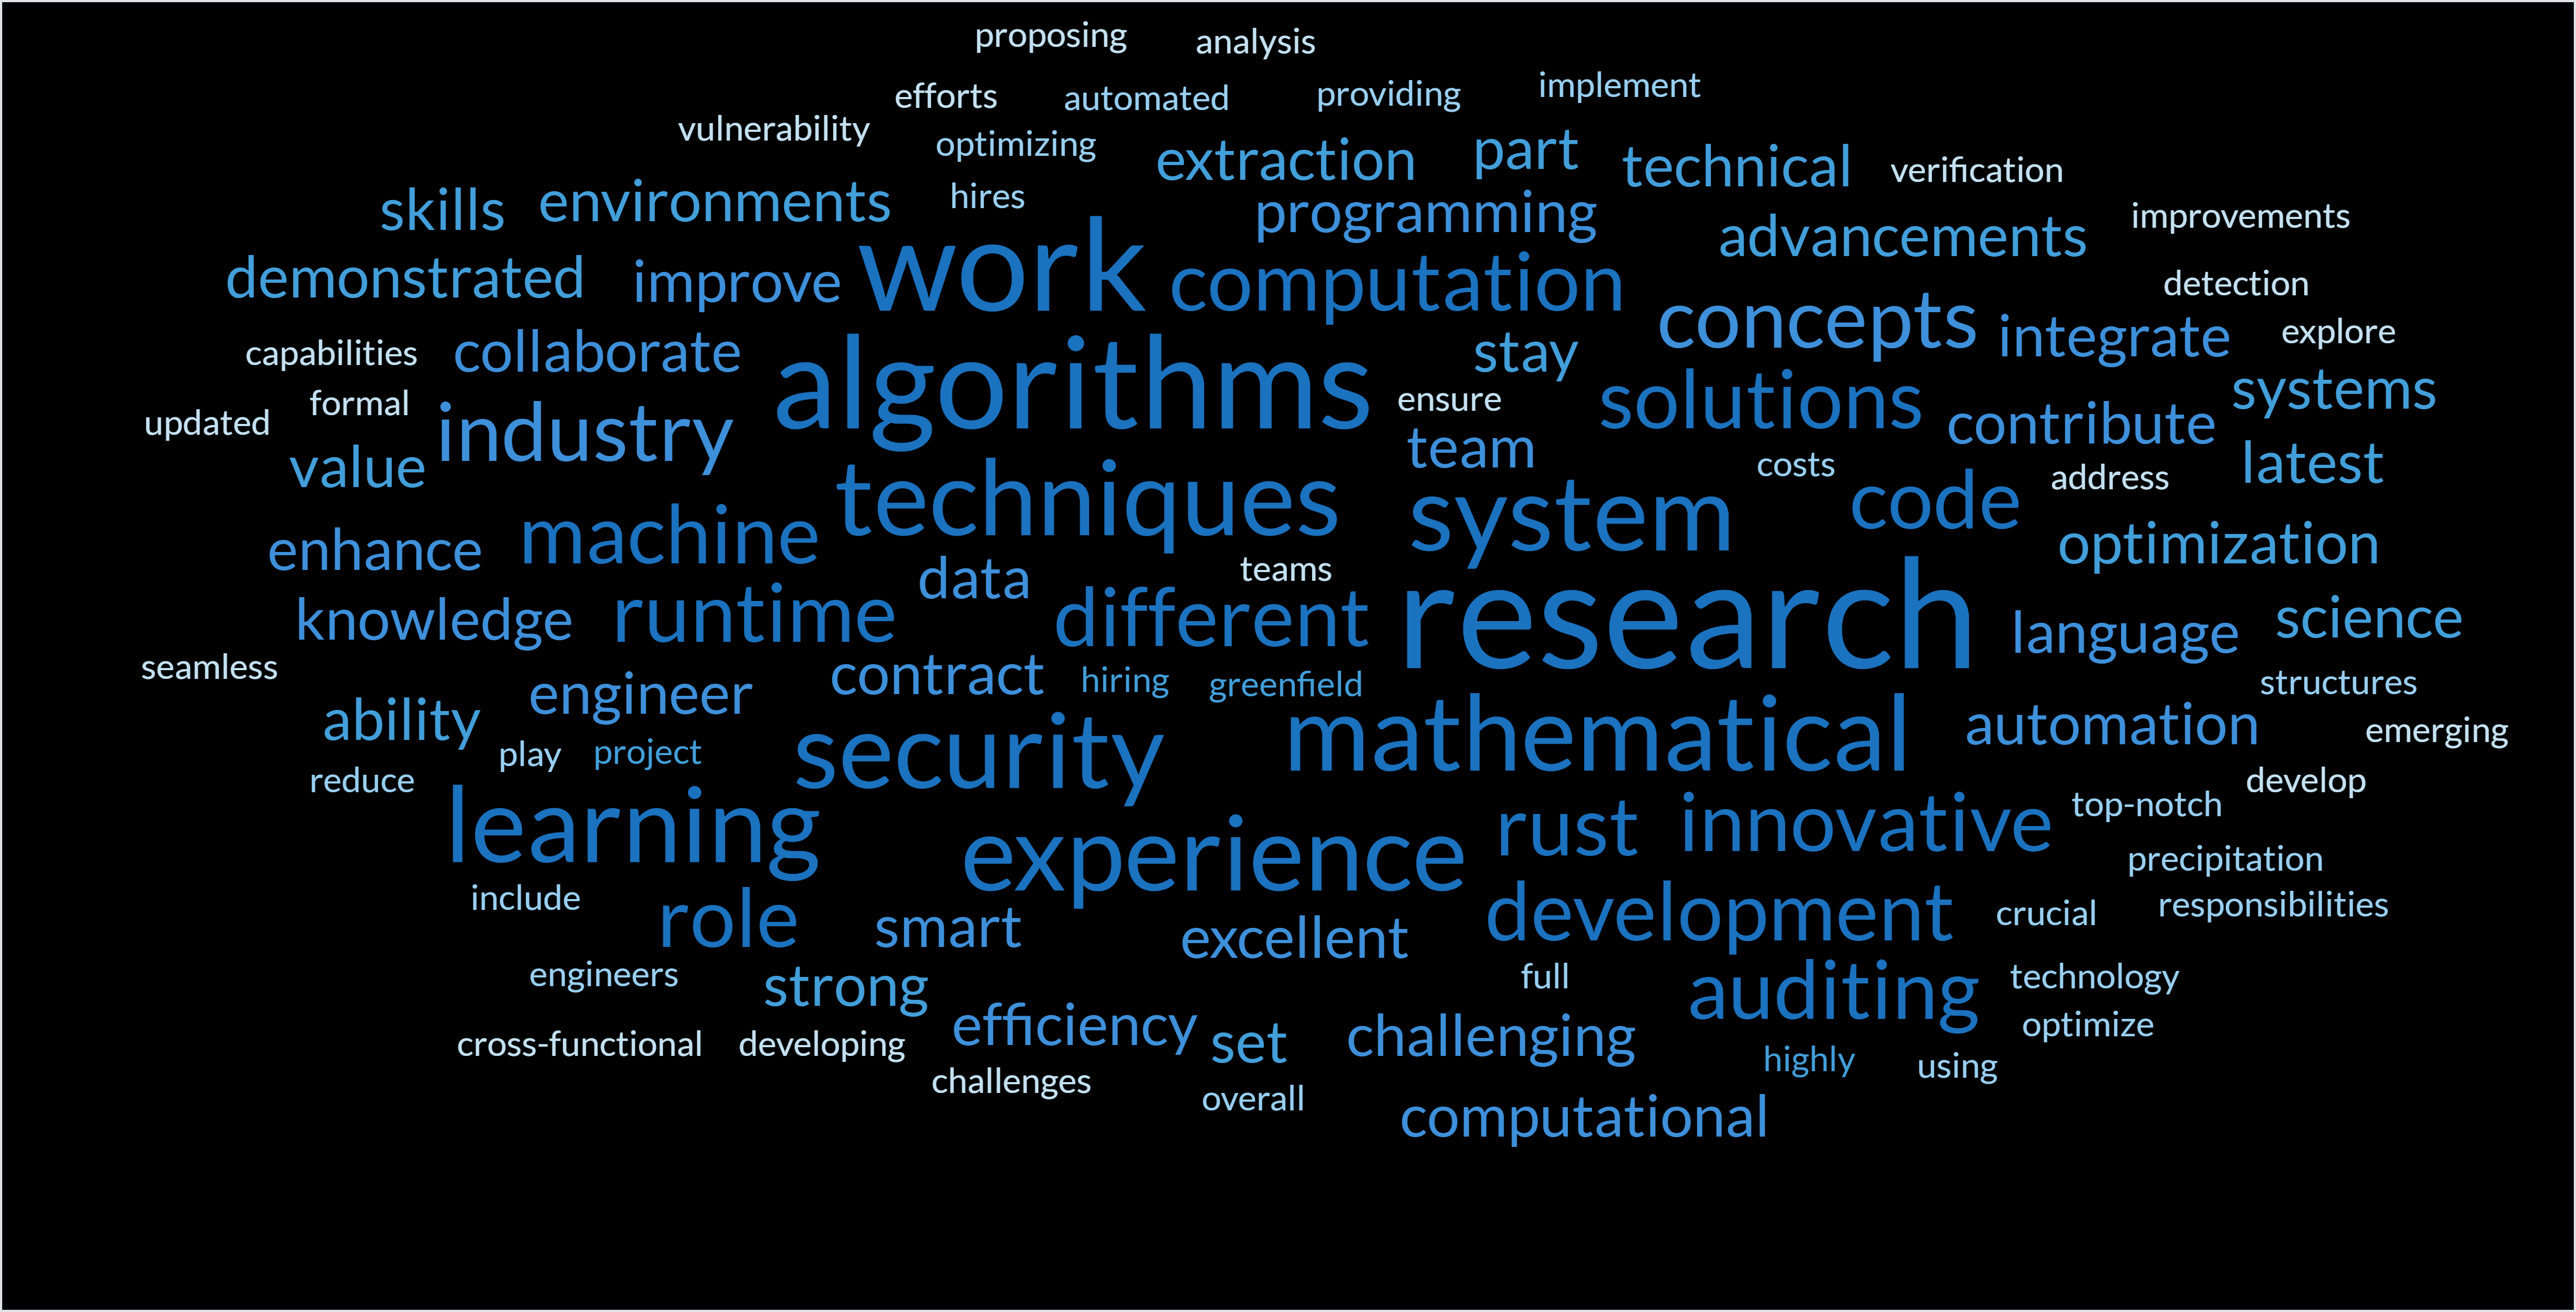 proposing
analysis
efforts
automated
providing
implement
vulnerability
optimizing
extraction
part
technical
verification
skills
environments
hires
programming
advancements
improvements
demonstrated
improve
work
computation
concepts
integrate
detection
explore
capabilities
collaborate
algorithms
stay
solutions
systems
updated
formal
industry
ensure
team
contribute
value
techniques
system
costs
code
address
latest
enhance
machine
data
teams
optimization
knowledge
runtime
different
research
language
science
seamless
engineer
contract
hiring
greenfield
structures
ability
play
project
security
mathematical
automation
emerging
reduce
develop
learning
experience
rust
innovative
top-notch
precipitation
include
role
smart
excellent
development
crucial
responsibilities
engineers
strong
full
auditing
technology
cross-functional
developing
efficiency
set
challenging
optimize
highly
using
challenges
overall
computational